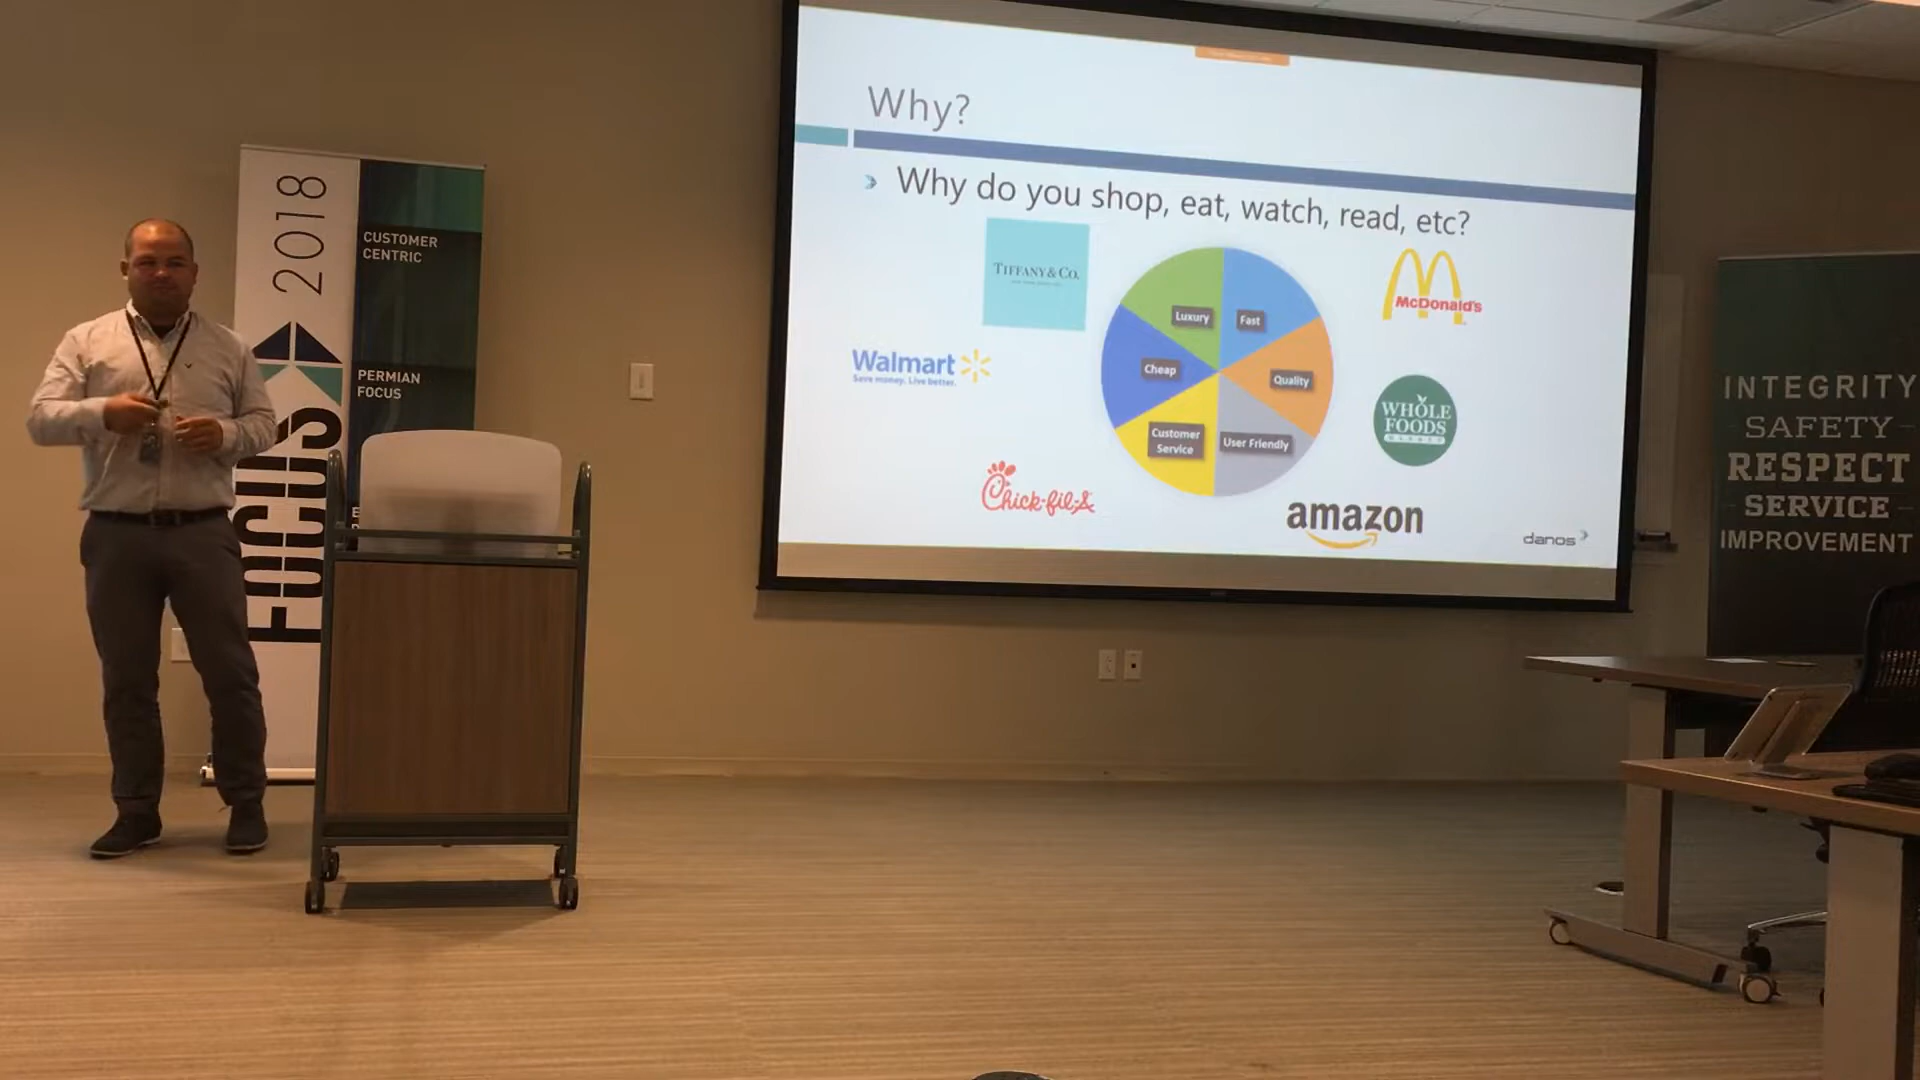 2018
FOCUS
CUSTOMER
CENTRIC
PERMIAN
FOCUS
Why?
Why do you shop, eat, watch, read, etc?
TIFFANY & CO.
McDonald's
Luxury
Fast
Walmart
Save money. Live better.
Cheap
Quality
WHOLE
FOODS
MARKET
Customer
Service
User Friendly
Chick-fil-A
amazon
danos
INTEGRITY
SAFETY
RESPECT
SERVICE
IMPROVEMENT